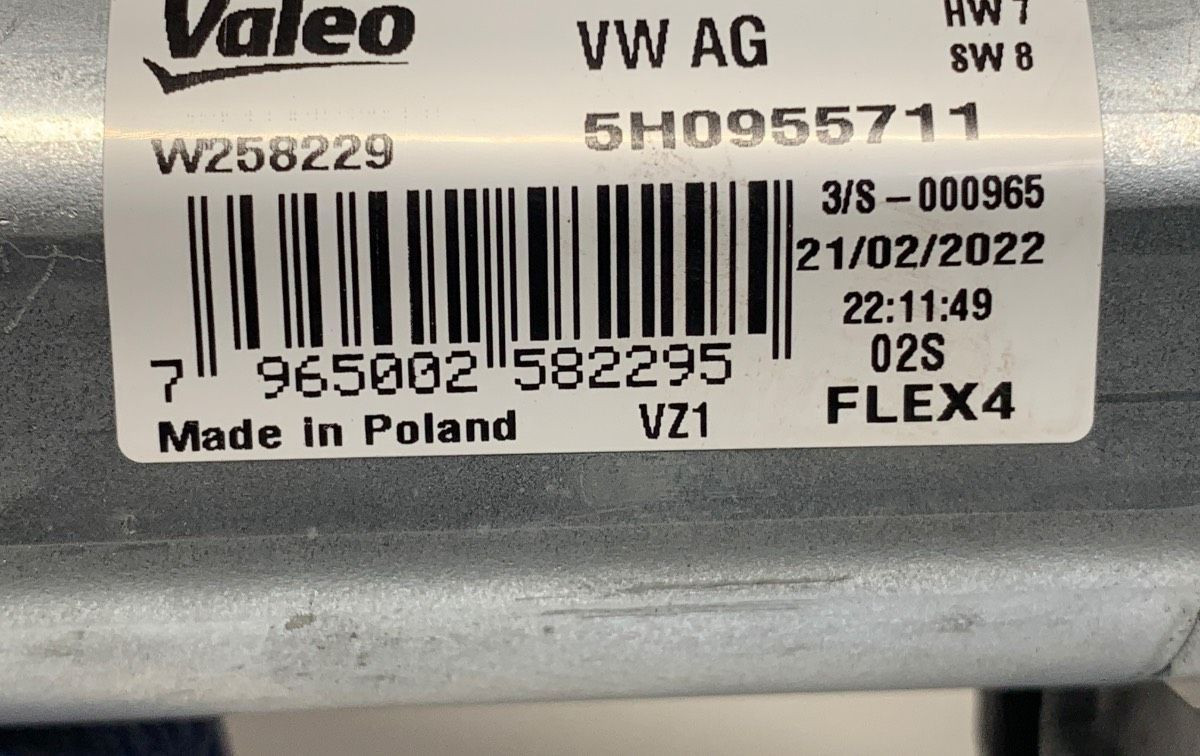 Valeo
VW AG
HW 7
SW 8
5H0955711
W258229
3/S – 000965
21/02/2022
22:11:49
02S
7 965002 582295
FLEX4
Made in Poland
VZ1